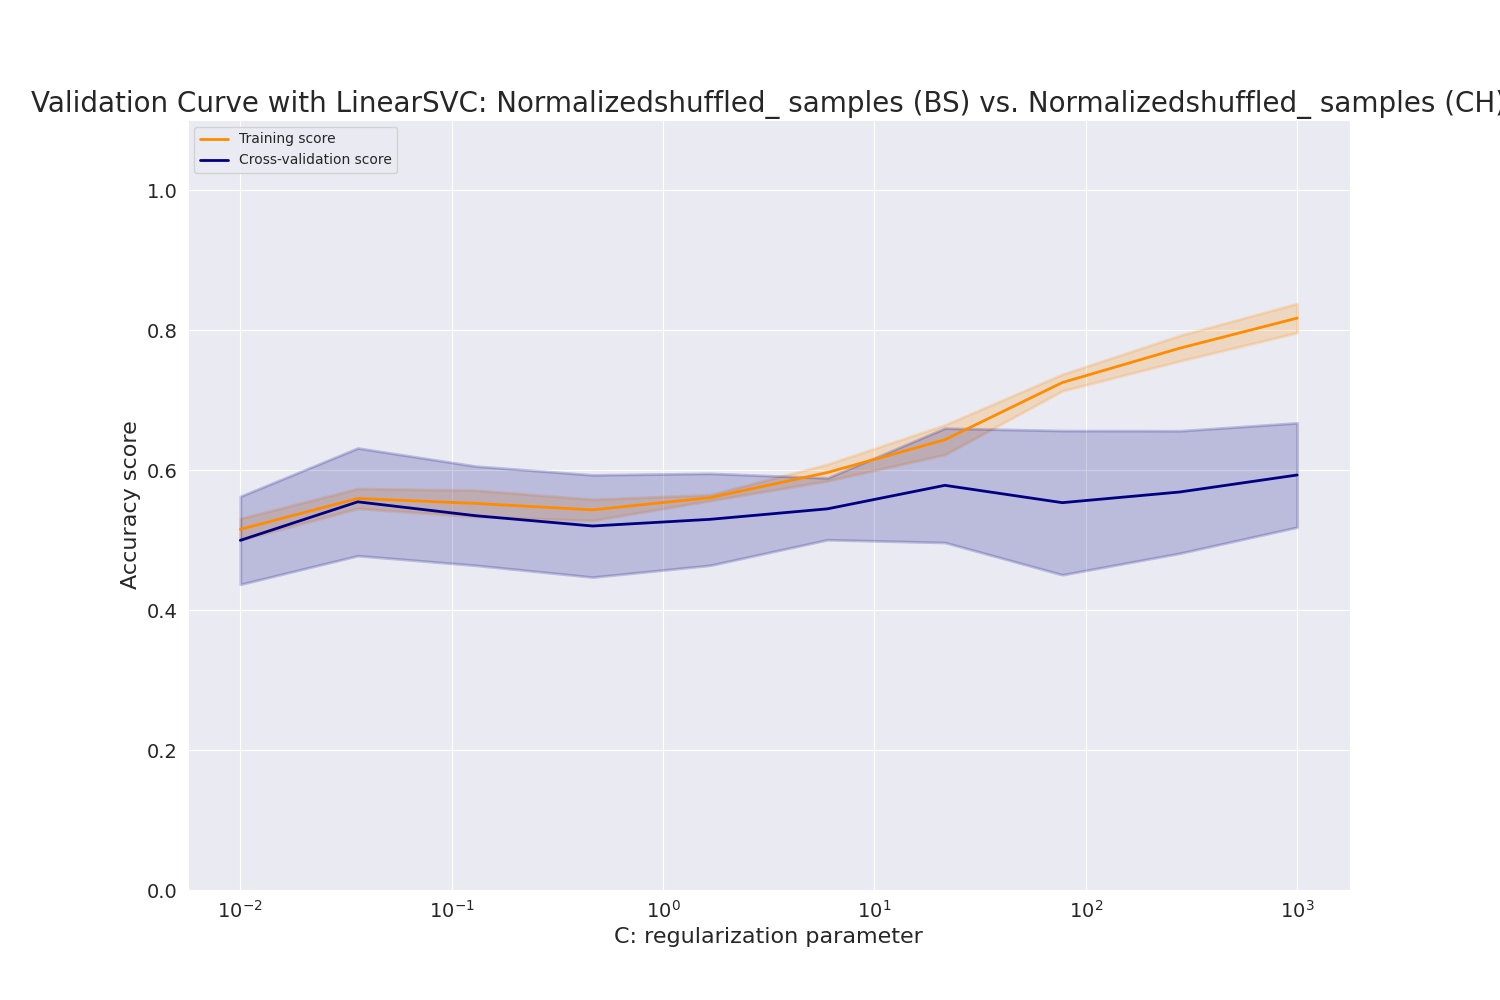 Validation Curve with LinearSVC: Normalizedshuffled_ samples (BS) vs. Normalizedshuffled_ samples (CH)
Training score
Cross-validation score
1.0
0.8
0.6
0.4
0.2
0.0
Accuracy score
10⁻² 10⁻¹ 10⁰ 10¹ 10² 10³
C: regularization parameter